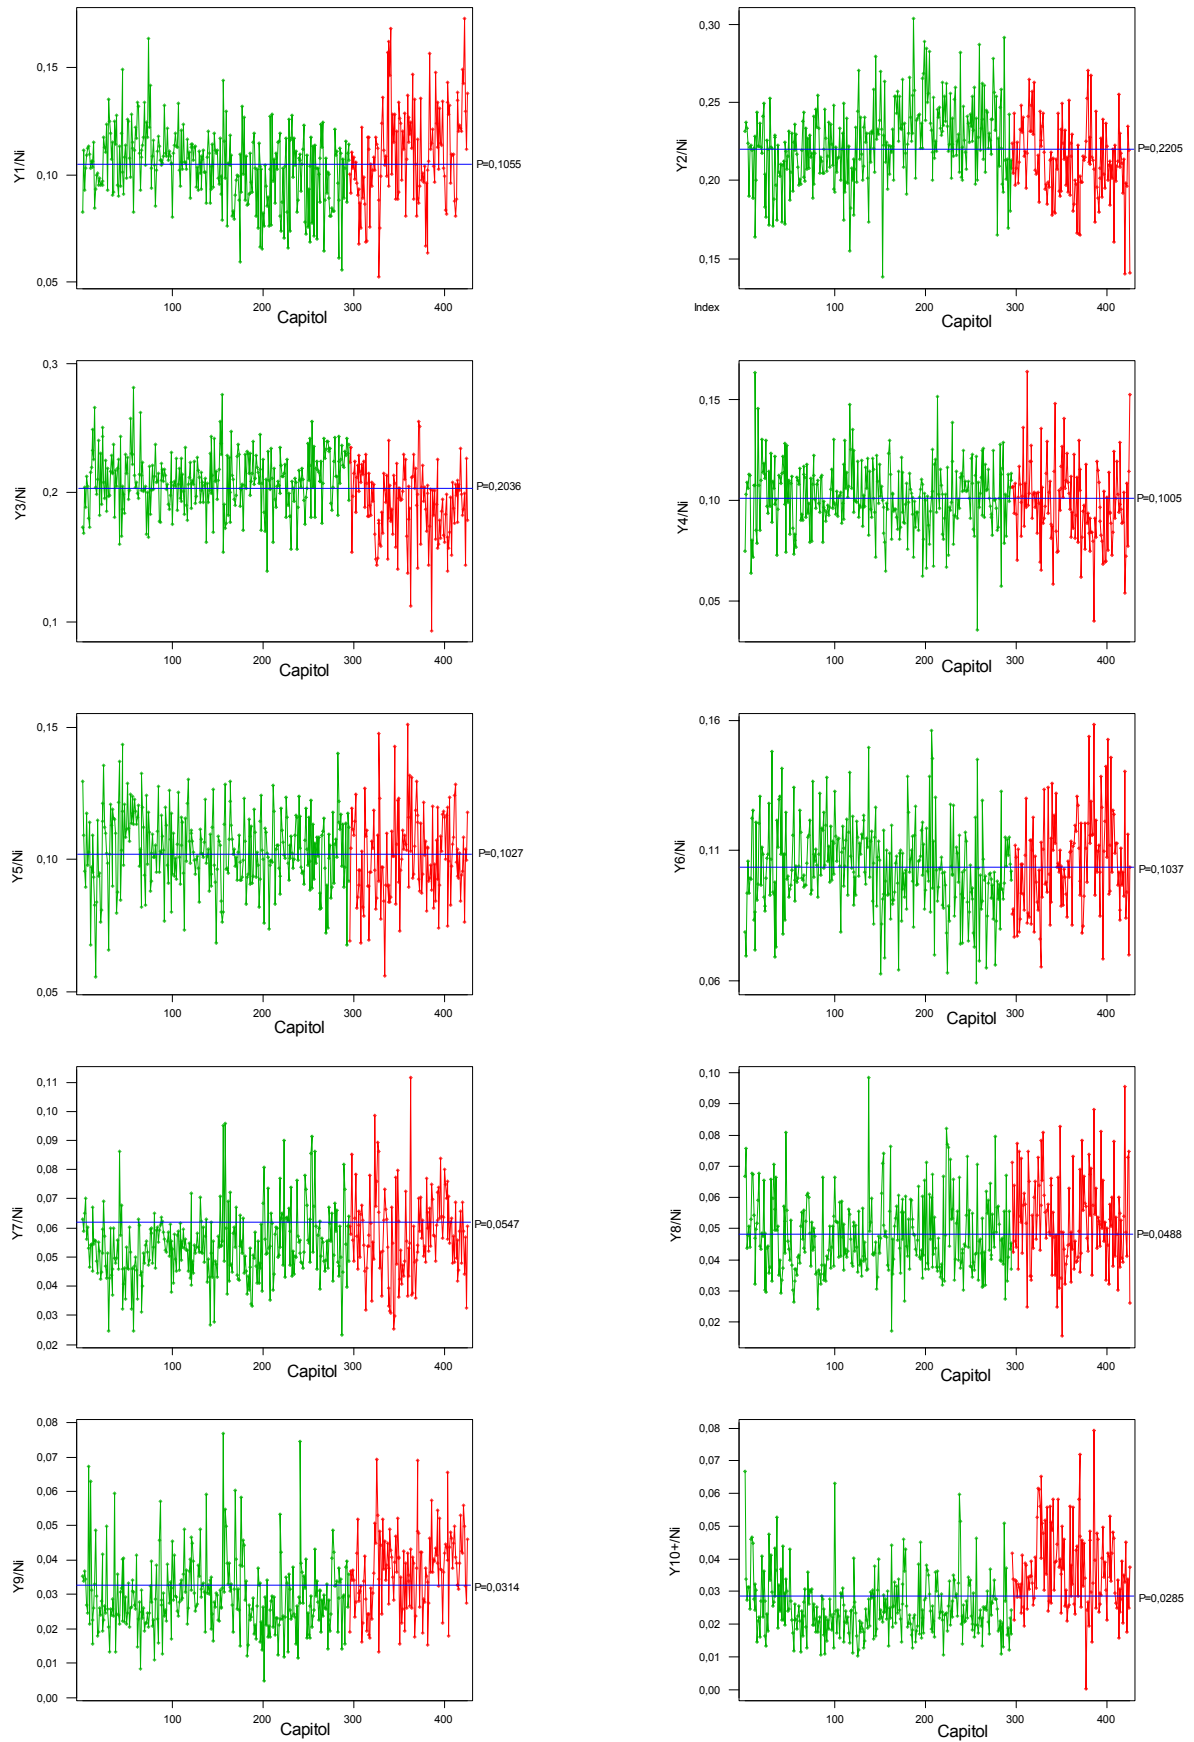 0,15
0,10
0,05
Y1/Ni
P=0,1055
100 200 300 400
Capitol
0,30
0,25
0,20
0,15
Y2/Ni
P=0,2205
Index
100 200 300 400
Capitol
0,3
0,2
0,1
Y3/Ni
P=0,2036
100 200 300 400
Capitol
0,15
0,10
0,05
Y4/Ni
P=0,1005
100 200 300 400
Capitol
0,15
0,10
0,05
Y5/Ni
P=0,1027
100 200 300 400
Capitol
0,16
0,11
0,06
Y6/Ni
P=0,1037
100 200 300 400
Capitol
0,11
0,10
0,09
0,08
0,07
0,06
0,05
0,04
0,03
0,02
Y7/Ni
P=0,0547
100 200 300 400
Capitol
0,10
0,09
0,08
0,07
0,06
0,05
0,04
0,03
0,02
Y8/Ni
P=0,0488
100 200 300 400
Capitol
0,08
0,07
0,06
0,05
0,04
0,03
0,02
0,01
0,00
Y9/Ni
P=0,0314
100 200 300 400
Capitol
0,08
0,07
0,06
0,05
0,04
0,03
0,02
0,01
0,00
Y10+/Ni
P=0,0285
100 200 300 400
Capitol